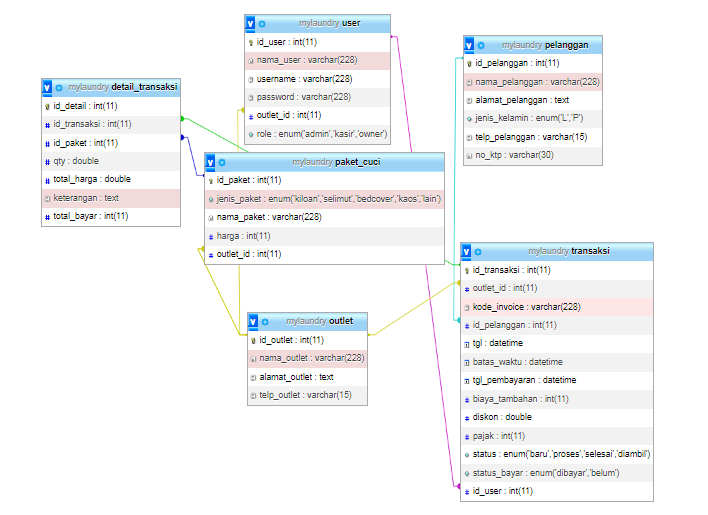 mylaundry user
id_user : int(11)
nama_user : varchar(228)
username : varchar(228)
password : varchar(228)
outlet_id : int(11)
role : enum('admin','kasir','owner')
mylaundry pelanggan
id_pelanggan : int(11)
nama_pelanggan : varchar(228)
alamat_pelanggan : text
jenis_kelamin : enum('L','P')
telp_pelanggan : varchar(15)
no_ktp : varchar(30)
mylaundry detail_transaksi
id_detail : int(11)
id_transaksi : int(11)
id_paket : int(11)
qty : double
total_harga : double
keterangan : text
total_bayar : int(11)
mylaundry paket_cuci
id_paket : int(11)
jenis_paket : enum('kiloan','selimut','bedcover','kaos','lain')
nama_paket : varchar(228)
harga : int(11)
outlet_id : int(11)
mylaundry transaksi
id_transaksi : int(11)
outlet_id : int(11)
kode_invoice : varchar(228)
id_pelanggan : int(11)
tgl : datetime
batas_waktu : datetime
tgl_pembayaran : datetime
biaya_tambahan : int(11)
diskon : double
pajak : int(11)
status : enum('baru','proses','selesai','diambil')
status_bayar : enum('dibayar','belum')
id_user : int(11)
mylaundry outlet
id_outlet : int(11)
nama_outlet : varchar(228)
alamat_outlet : text
telp_outlet : varchar(15)